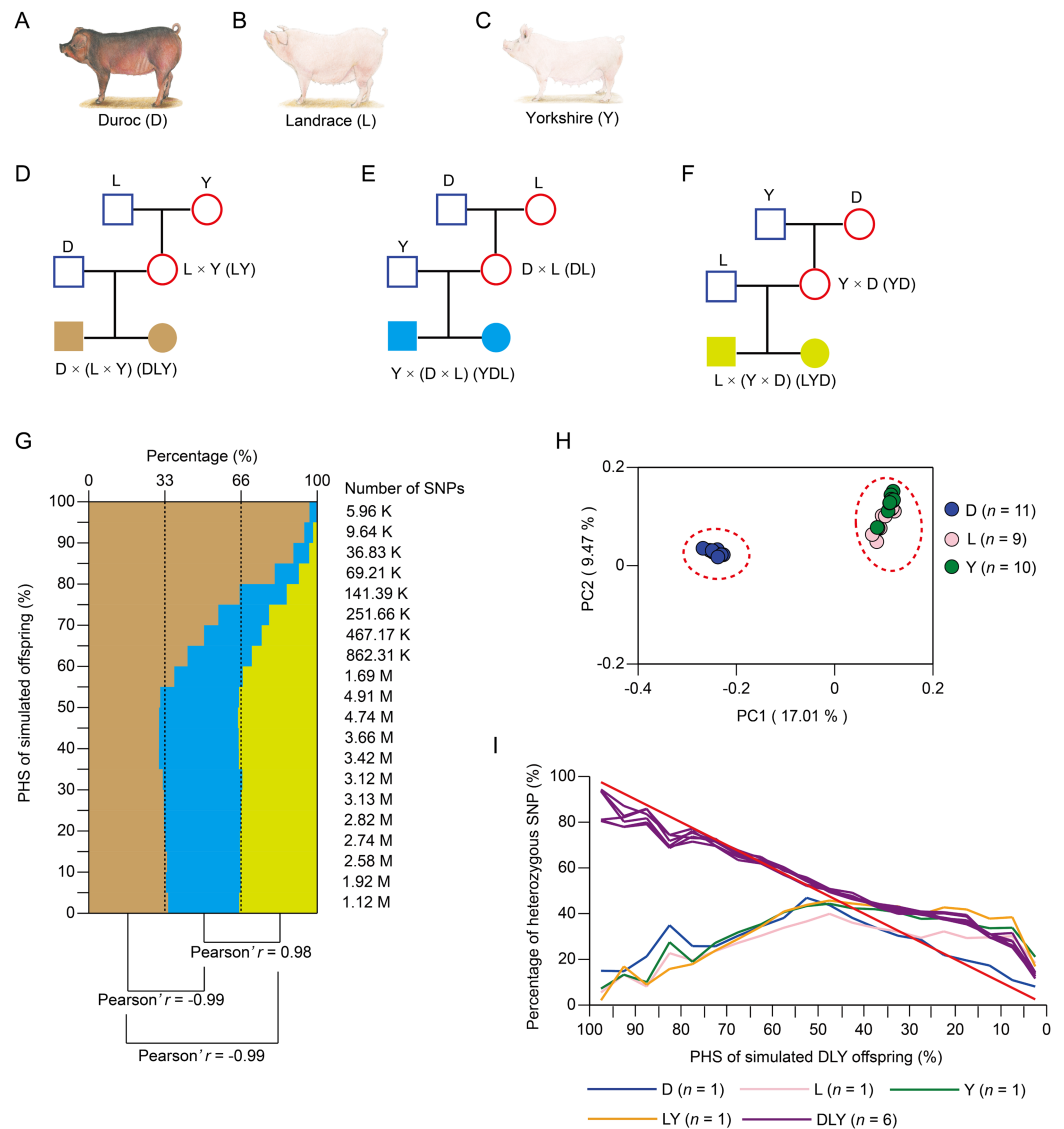 A
B
C
Duroc (D)
Landrace (L)
Yorkshire (Y)
D
L
Y
D
L × Y (LY)
D × (L × Y) (DLY)
E
D
L
Y
D × L (DL)
Y × (D × L) (YDL)
F
Y
D
L
Y × D (YD)
L × (Y × D) (LYD)
G
Percentage (%)
0 33 66 100
Number of SNPs
PHS of simulated offspring (%)
100
90
80
70
60
50
40
30
20
10
0
5.96 K
9.64 K
36.83 K
69.21 K
141.39 K
251.66 K
467.17 K
862.31 K
1.69 M
4.91 M
4.74 M
3.66 M
3.42 M
3.12 M
3.13 M
2.82 M
2.74 M
2.58 M
1.92 M
1.12 M
Pearson’ r = 0.98
Pearson’ r = -0.99
Pearson’ r = -0.99
H
PC2 ( 9.47 % )
0.2
0
-0.2
-0.4 -0.2 0 0.2
PC1 ( 17.01 % )
D (n = 11)
L (n = 9)
Y (n = 10)
I
Percentage of heterozygous SNP (%)
100
80
60
40
20
0
100 90 80 70 60 50 40 30 20 10 0
PHS of simulated DLY offspring (%)
D (n = 1) L (n = 1) Y (n = 1)
LY (n = 1) DLY (n = 6)